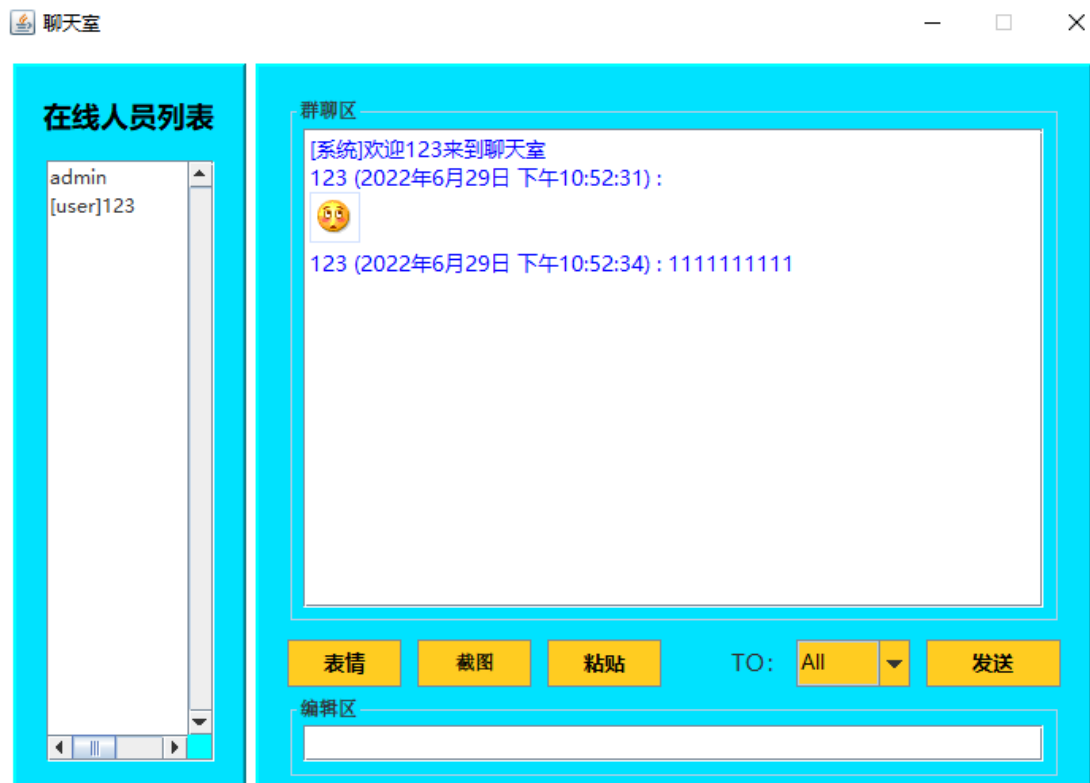 聊天室
在线人员列表
admin
[user]123
群聊区
[系统]欢迎123来到聊天室
123 (2022年6月29日 下午10:52:31) :
123 (2022年6月29日 下午10:52:34) : 1111111111
表情 截图 粘贴 TO: All 发送
编辑区